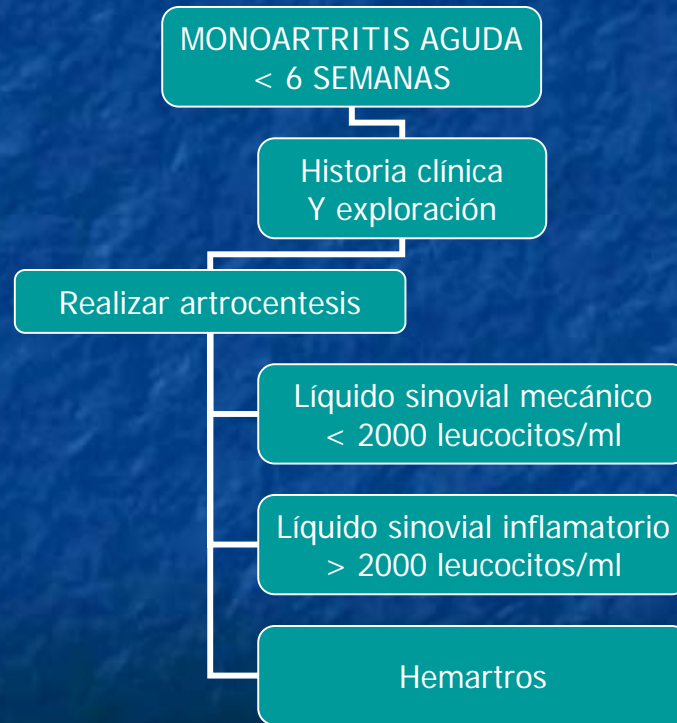 MONOARTRITIS AGUDA
< 6 SEMANAS
Historia clínica
Y exploración
Realizar artrocentesis
Líquido sinovial mecánico
< 2000 leucocitos/ml
Líquido sinovial inflamatorio
> 2000 leucocitos/ml
Hemartros